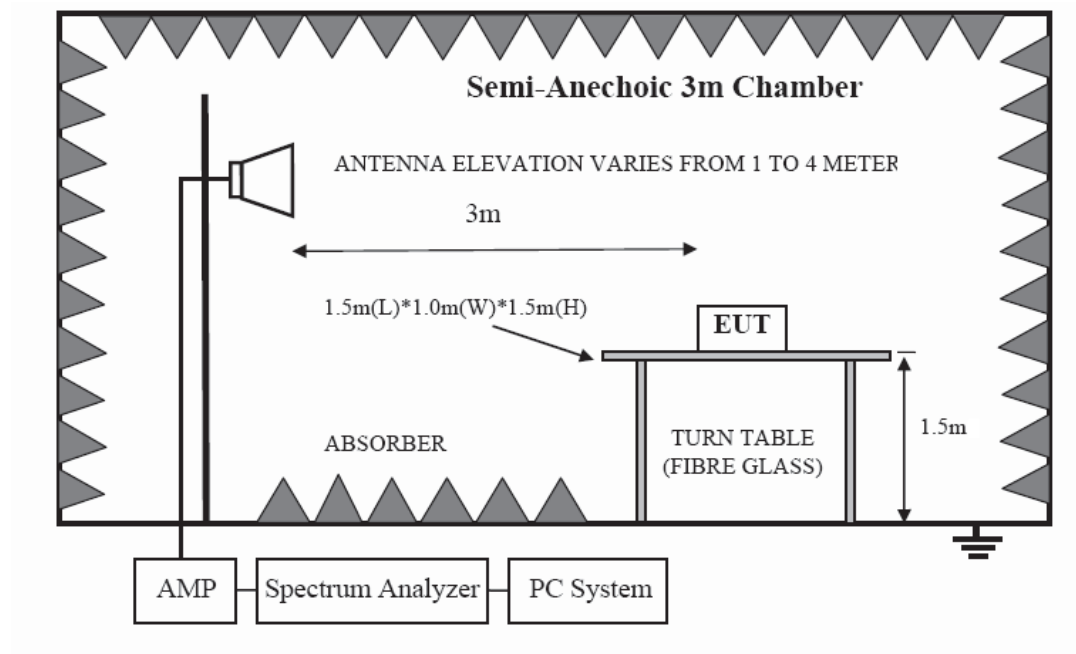 Semi-Anechoic 3m Chamber
ANTENNA ELEVATION VARIES FROM 1 TO 4 METER
3m
1.5m(L)*1.0m(W)*1.5m(H)
EUT
1.5m
ABSORBER
TURN TABLE
(FIBRE GLASS)
AMP
Spectrum Analyzer
PC System